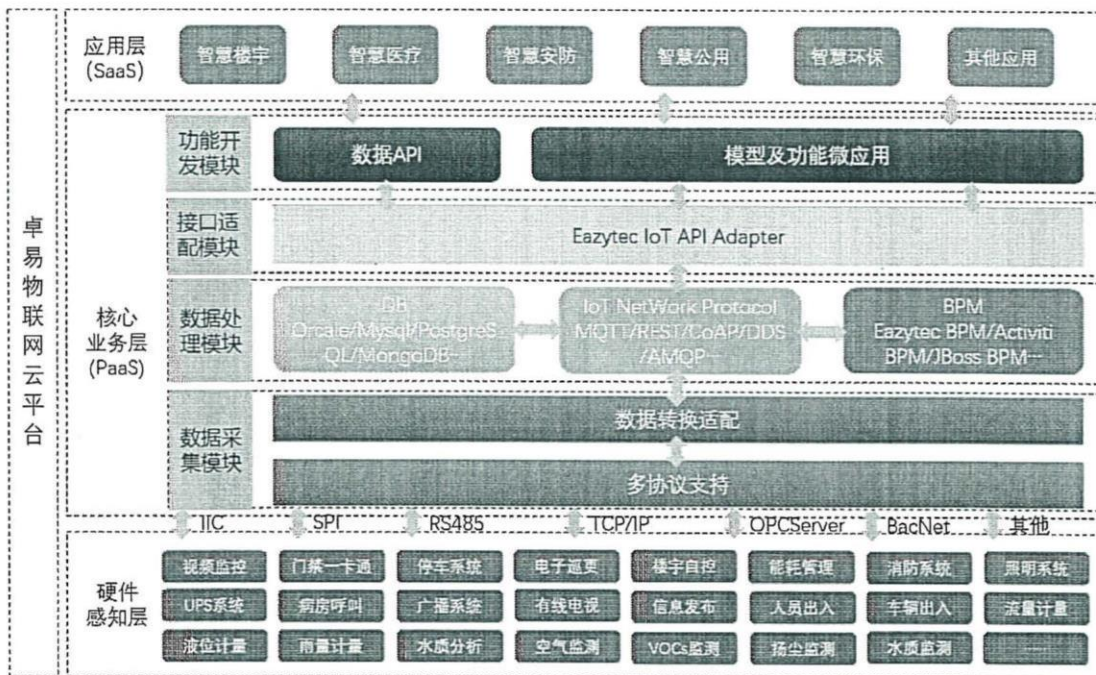 卓易物联网云平台
应用层
(SaaS)
智慧楼宇
智慧医疗
智慧安防
智慧公用
智慧环保
其他应用
核心
业务层
(PaaS)
功能开
发模块
数据API
模型及功能微应用
接口适
配模块
Eazytec IoT API Adapter
数据处
理模块
DB
Orcale/Mysql/PostgreS
QL/MongoDB…
IoT NetWork Protocol
MQTT/REST/CoAP/DDS
/AMQP…
BPM
Eazytec BPM/Activiti
BPM/JBoss BPM…
数据采
集模块
数据转换适配
多协议支持
IIC
SPI
RS485
TCP/IP
OPCServer
BacNet
其他
硬件
感知层
视频监控
门禁一卡通
停车系统
电子巡更
楼宇自控
能耗管理
消防系统
照明系统
UPS系统
病房呼叫
广播系统
有线电视
信息发布
人员出入
车辆出入
流量计量
液位计量
雨量计量
水质分析
空气监测
VOCs监测
扬尘监测
水质监测
……